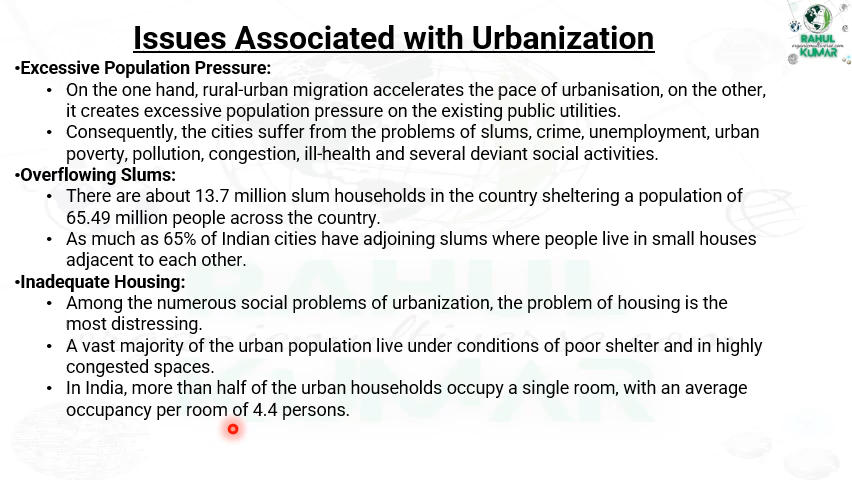 Issues Associated with Urbanization
RAHUL
KUMAR
•Excessive Population Pressure:
• On the one hand, rural-urban migration accelerates the pace of urbanisation, on the other,
it creates excessive population pressure on the existing public utilities.
• Consequently, the cities suffer from the problems of slums, crime, unemployment, urban
poverty, pollution, congestion, ill-health and several deviant social activities.
•Overflowing Slums:
• There are about 13.7 million slum households in the country sheltering a population of
65.49 million people across the country.
• As much as 65% of Indian cities have adjoining slums where people live in small houses
adjacent to each other.
•Inadequate Housing:
• Among the numerous social problems of urbanization, the problem of housing is the
most distressing.
• A vast majority of the urban population live under conditions of poor shelter and in highly
congested spaces.
• In India, more than half of the urban households occupy a single room, with an average
occupancy per room of 4.4 persons.
RAHUL
KUMAR